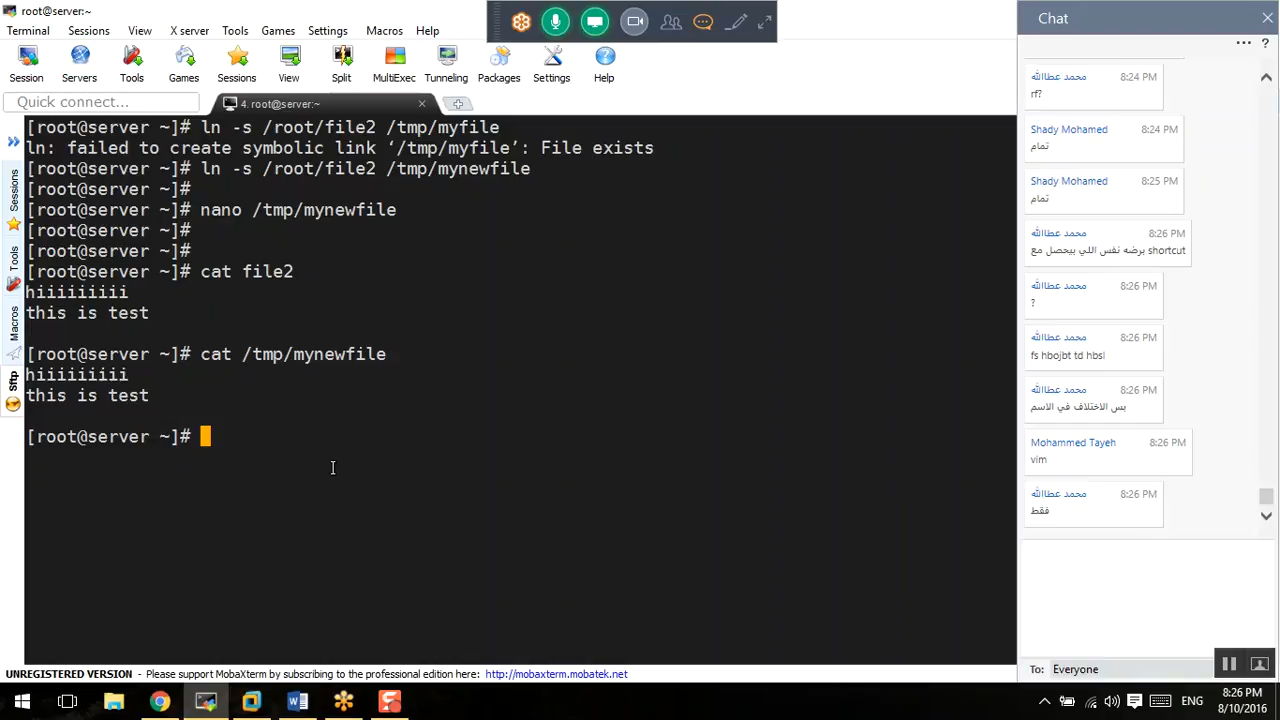 root@server:~
Terminal Sessions View X server Tools Games Settings Macros Help
Session Servers Tools Games Sessions View Split MultiExec Tunneling Packages Settings Help
Quick connect...
4. root@server:~
Sessions
Tools
Macros
Sftp
[root@server ~]# ln -s /root/file2 /tmp/myfile
ln: failed to create symbolic link ‘/tmp/myfile’: File exists
[root@server ~]# ln -s /root/file2 /tmp/mynewfile
[root@server ~]#
[root@server ~]# nano /tmp/mynewfile
[root@server ~]#
[root@server ~]#
[root@server ~]# cat file2
hiiiiiiiii
this is test
[root@server ~]# cat /tmp/mynewfile
hiiiiiiiii
this is test
[root@server ~]#
UNREGISTERED VERSION - Please support MobaXterm by subscribing to the professional edition here: http://mobaxterm.mobatek.net
Chat
?
محمد عطاالله 8:24 PM
rf?
Shady Mohamed 8:24 PM
تمام
Shady Mohamed 8:25 PM
تمام
محمد عطاالله 8:26 PM
برضه نفس اللي بيحصل مع shortcut
محمد عطاالله 8:26 PM
?
محمد عطاالله 8:26 PM
fs hbojbt td hbsl
محمد عطاالله 8:26 PM
بس الاختلاف في الاسم
Mohammed Tayeh 8:26 PM
vim
محمد عطاالله 8:26 PM
فقط
To: Everyone
ENG
8:26 PM
8/10/2016